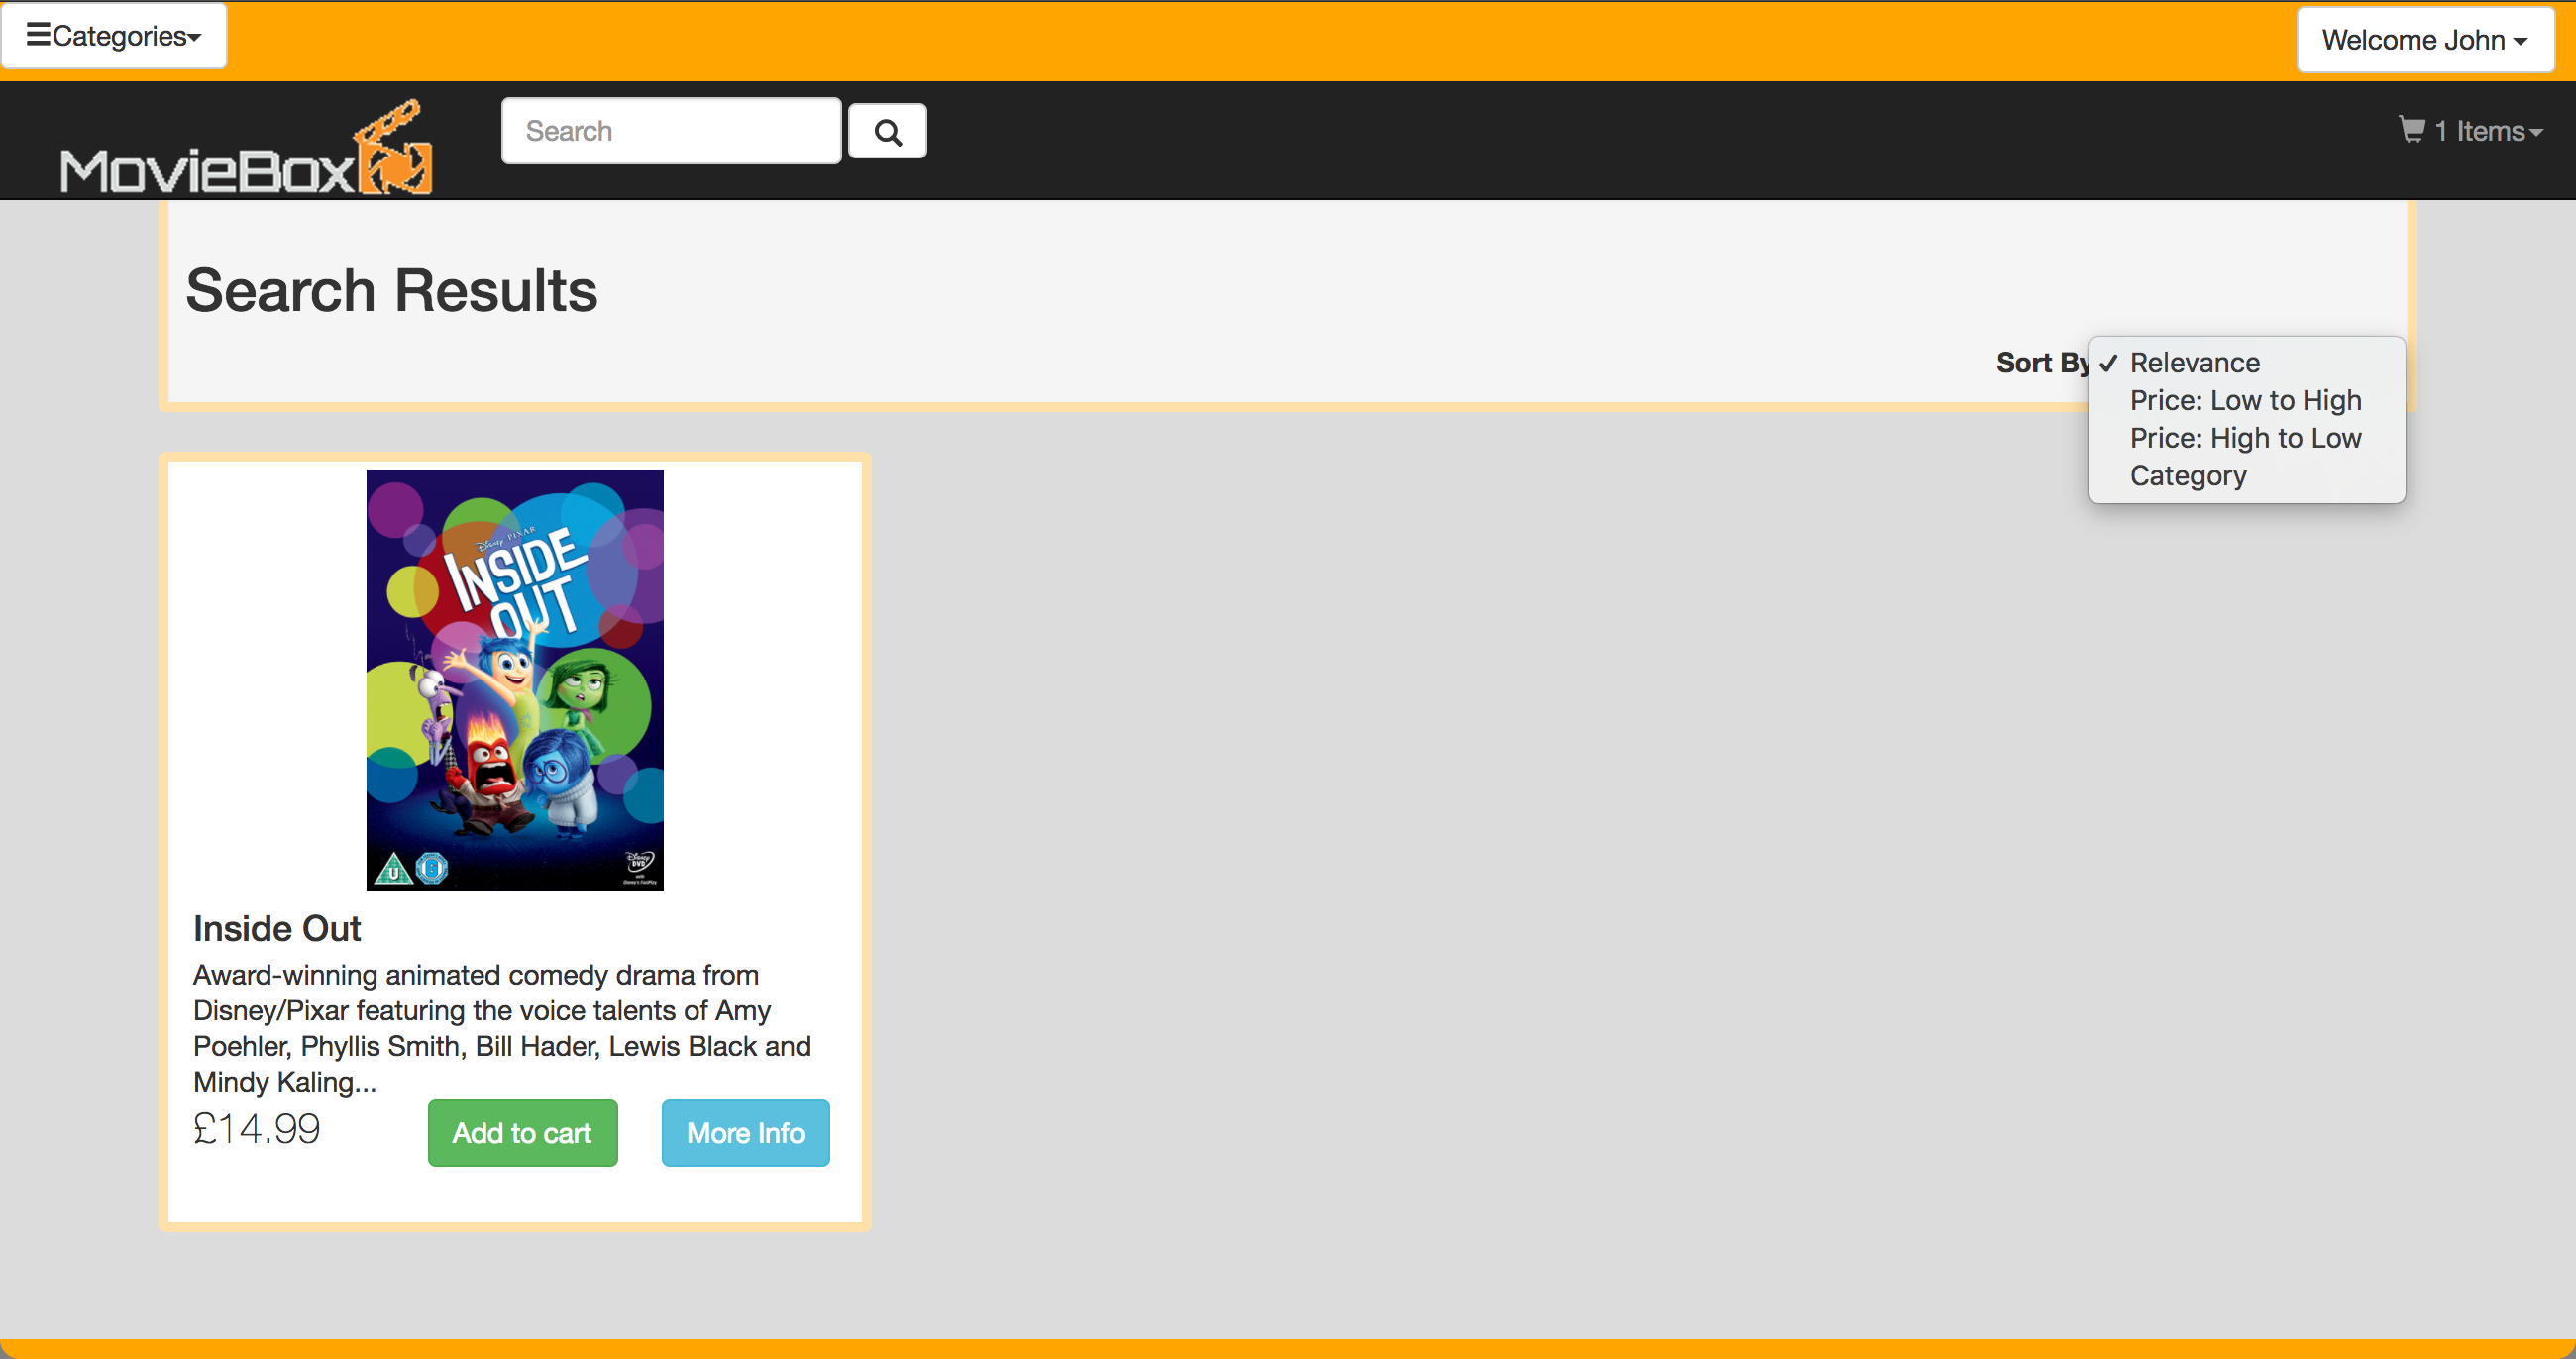 Categories
Welcome John
MovieBox
Search
1 Items
Search Results
Sort By
✓ Relevance
Price: Low to High
Price: High to Low
Category
Disney PIXAR
INSIDE
OUT
U
Disney
DVD
Inside Out
Award-winning animated comedy drama from
Disney/Pixar featuring the voice talents of Amy
Poehler, Phyllis Smith, Bill Hader, Lewis Black and
Mindy Kaling...
£14.99
Add to cart
More Info